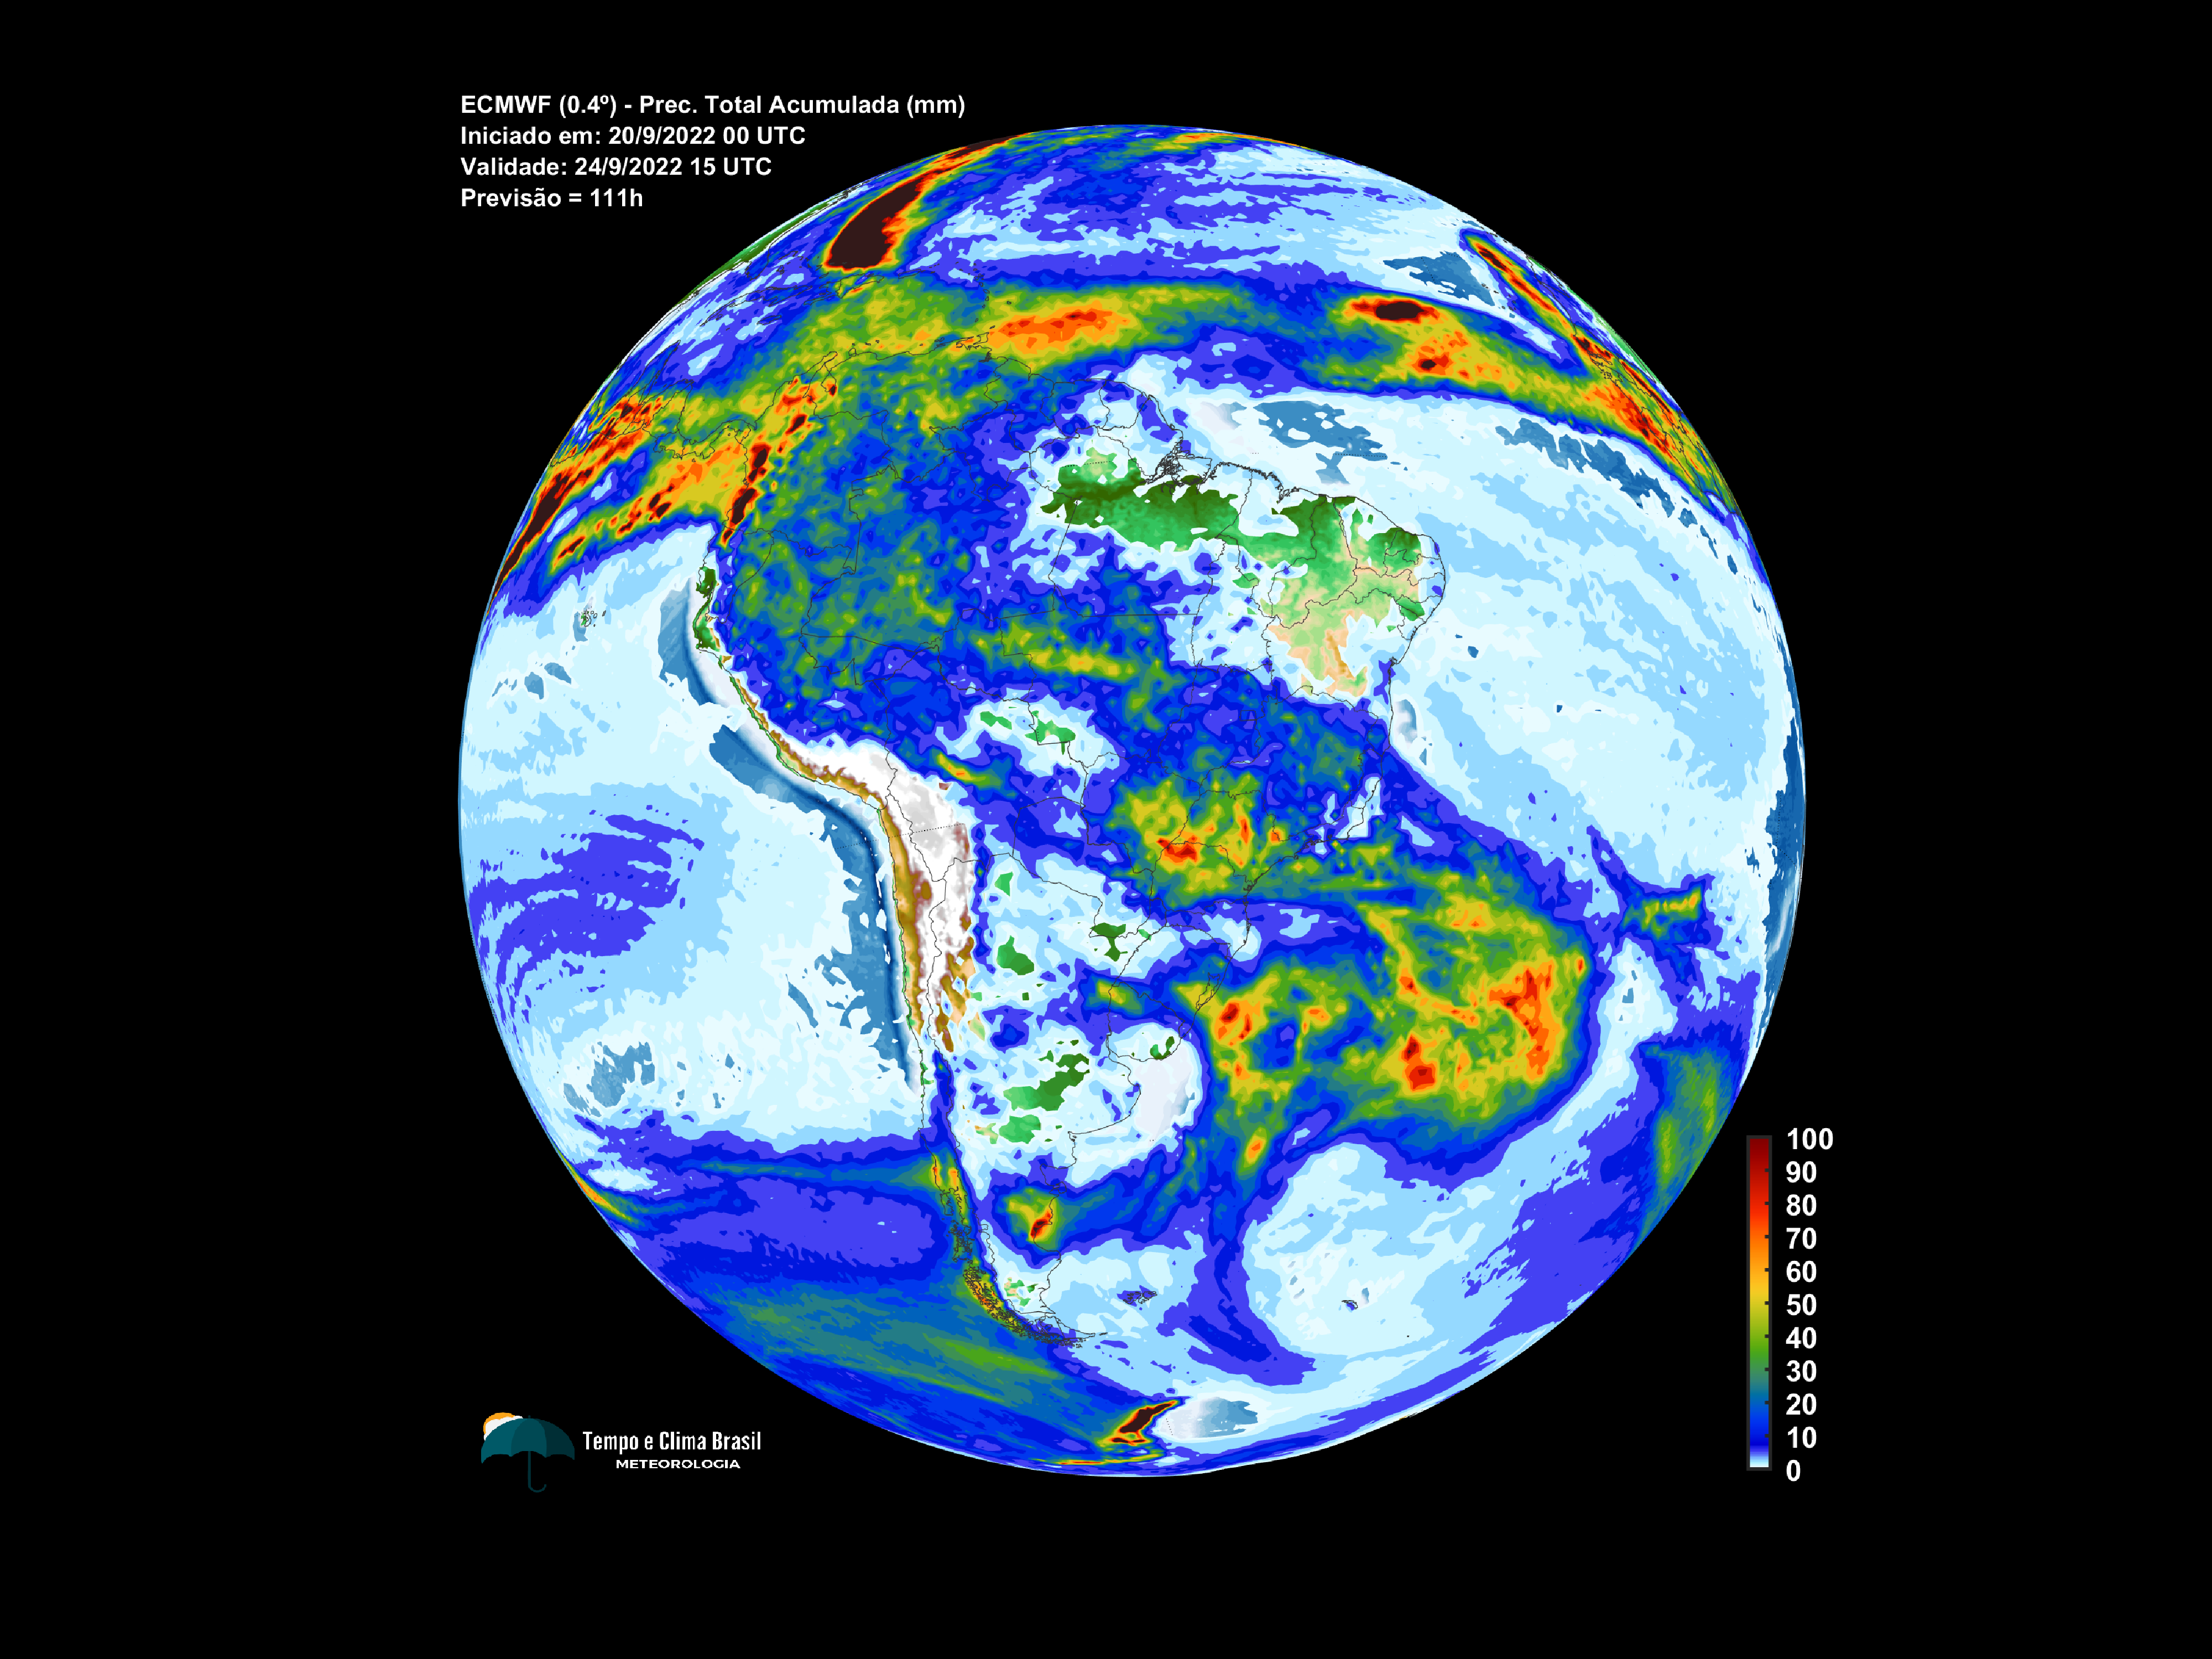 ECMWF (0.4º) - Prec. Total Acumulada (mm)
Iniciado em: 20/9/2022 00 UTC
Validade: 24/9/2022 15 UTC
Previsão = 111h
100
90
80
70
60
50
40
30
20
10
0
Tempo e Clima Brasil
METEOROLOGIA